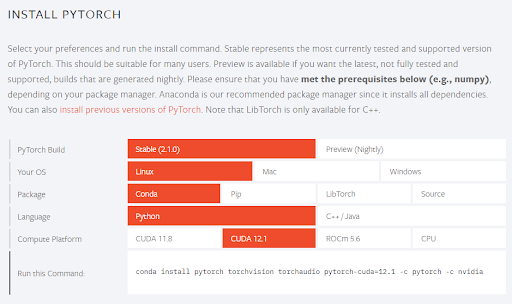 INSTALL PYTORCH
Select your preferences and run the install command. Stable represents the most currently tested and supported version
of PyTorch. This should be suitable for many users. Preview is available if you want the latest, not fully tested and
supported, builds that are generated nightly. Please ensure that you have met the prerequisites below (e.g., numpy),
depending on your package manager. Anaconda is our recommended package manager since it installs all dependencies.
You can also install previous versions of PyTorch. Note that LibTorch is only available for C++.
PyTorch Build Stable (2.1.0) Preview (Nightly)
Your OS Linux Mac Windows
Package Conda Pip LibTorch Source
Language Python C++ / Java
Compute Platform CUDA 11.8 CUDA 12.1 ROCm 5.6 CPU
Run this Command: conda install pytorch torchvision torchaudio pytorch-cuda=12.1 -c pytorch -c nvidia